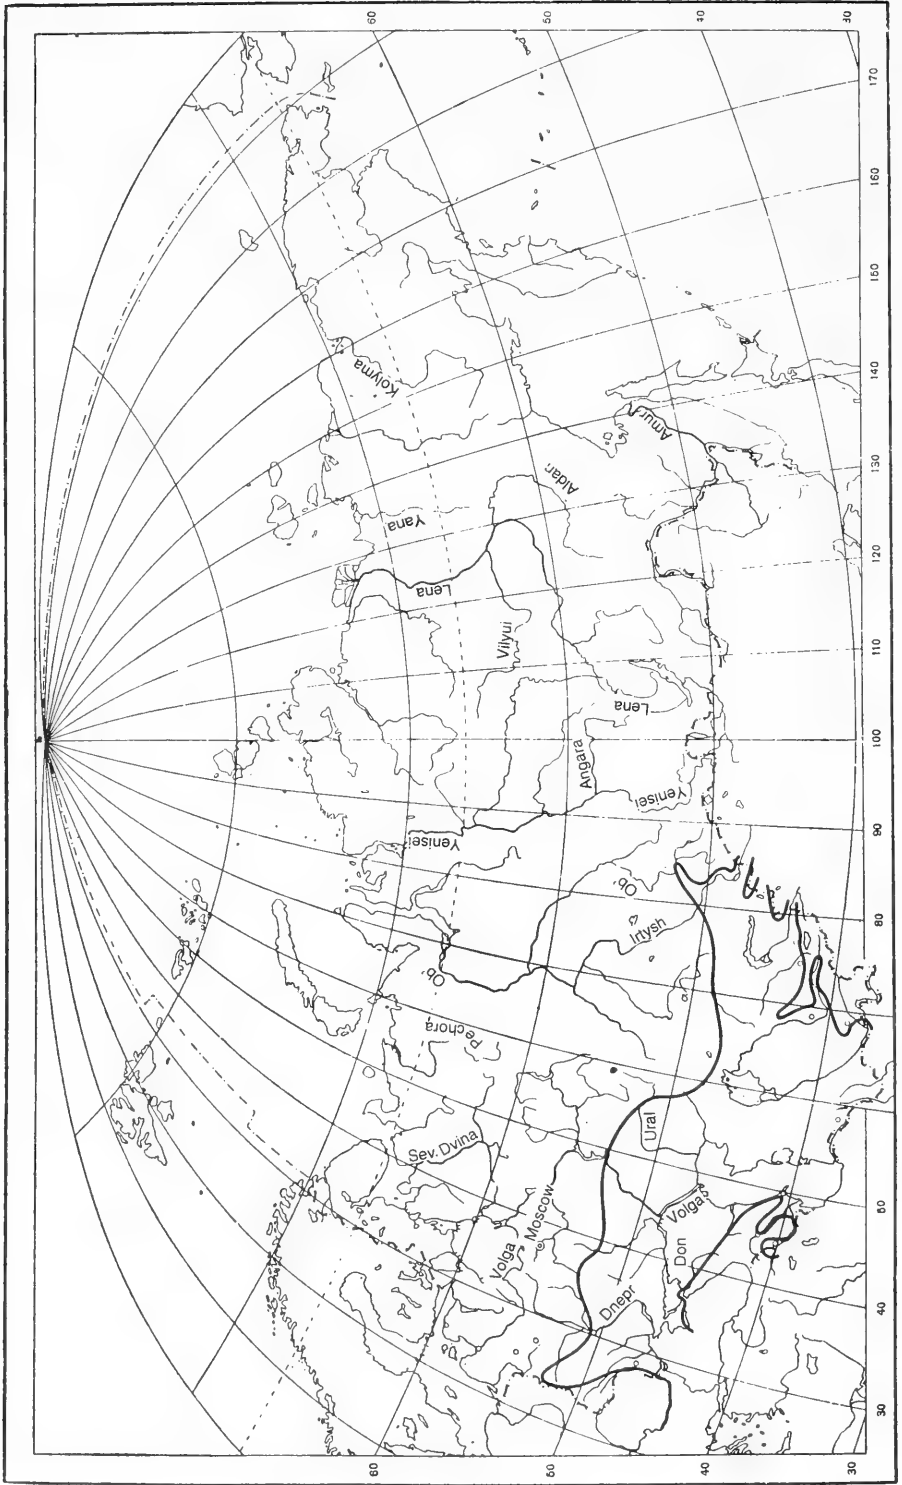 60
50
40
30
170
160
150
140
130
120
110
100
90
80
60
50
40
30
60
50
40
30
Kolyma
Amur
Aldan
Yana
Lena
Vilyui
Lena
Angara
Yenisei
Yenisei
Ob.
Irtysh
Ob.
Pechora
Sev. Dvina
Ural
Volga
Moscow
Volga
Don
Dnepr